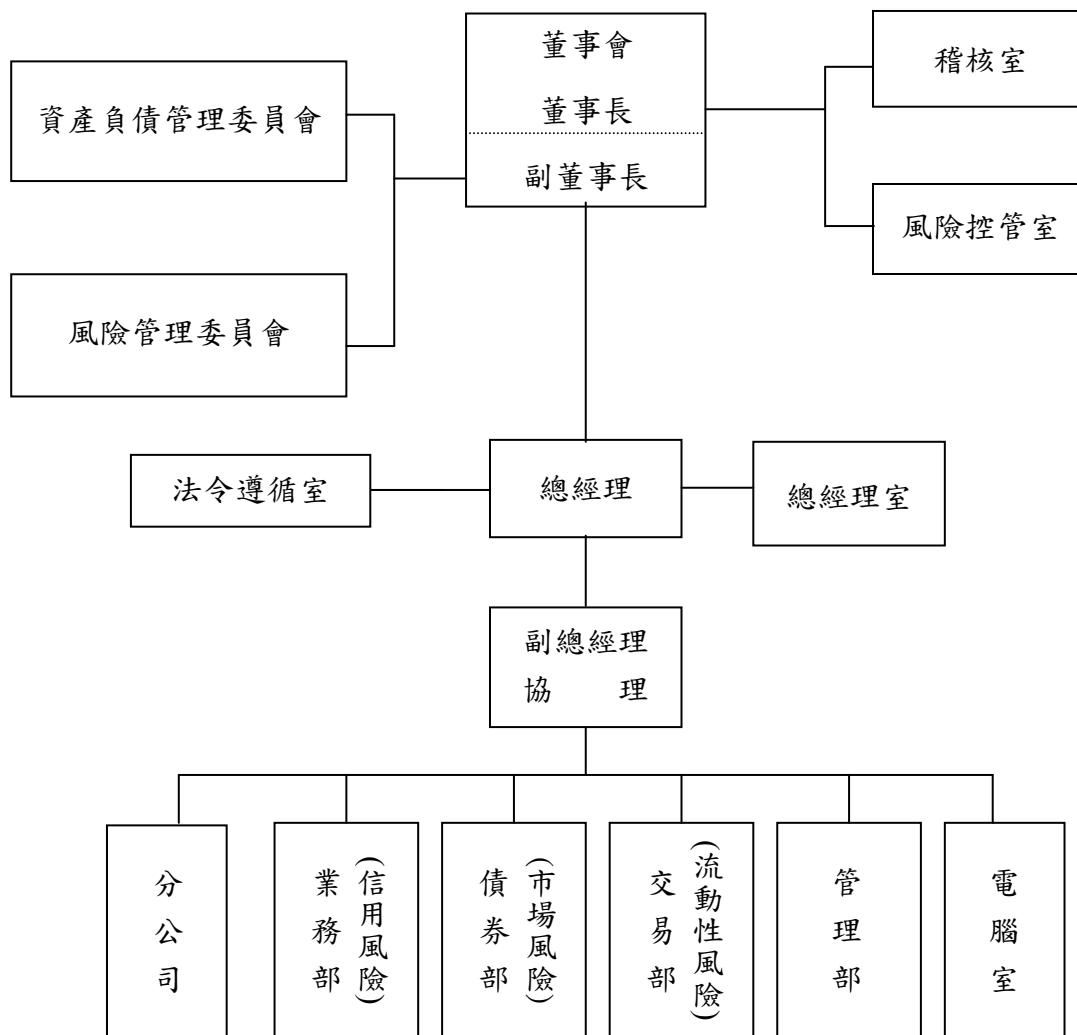 董事會
董事長
副董事長
稽核室
資產負債管理委員會
風險控管室
風險管理委員會
法令遵循室
總經理
總經理室
副總經理
協 理
分公司
業務部
(信用風險)
債券部
(市場風險)
交易部
(流動性風險)
管理部
電腦室